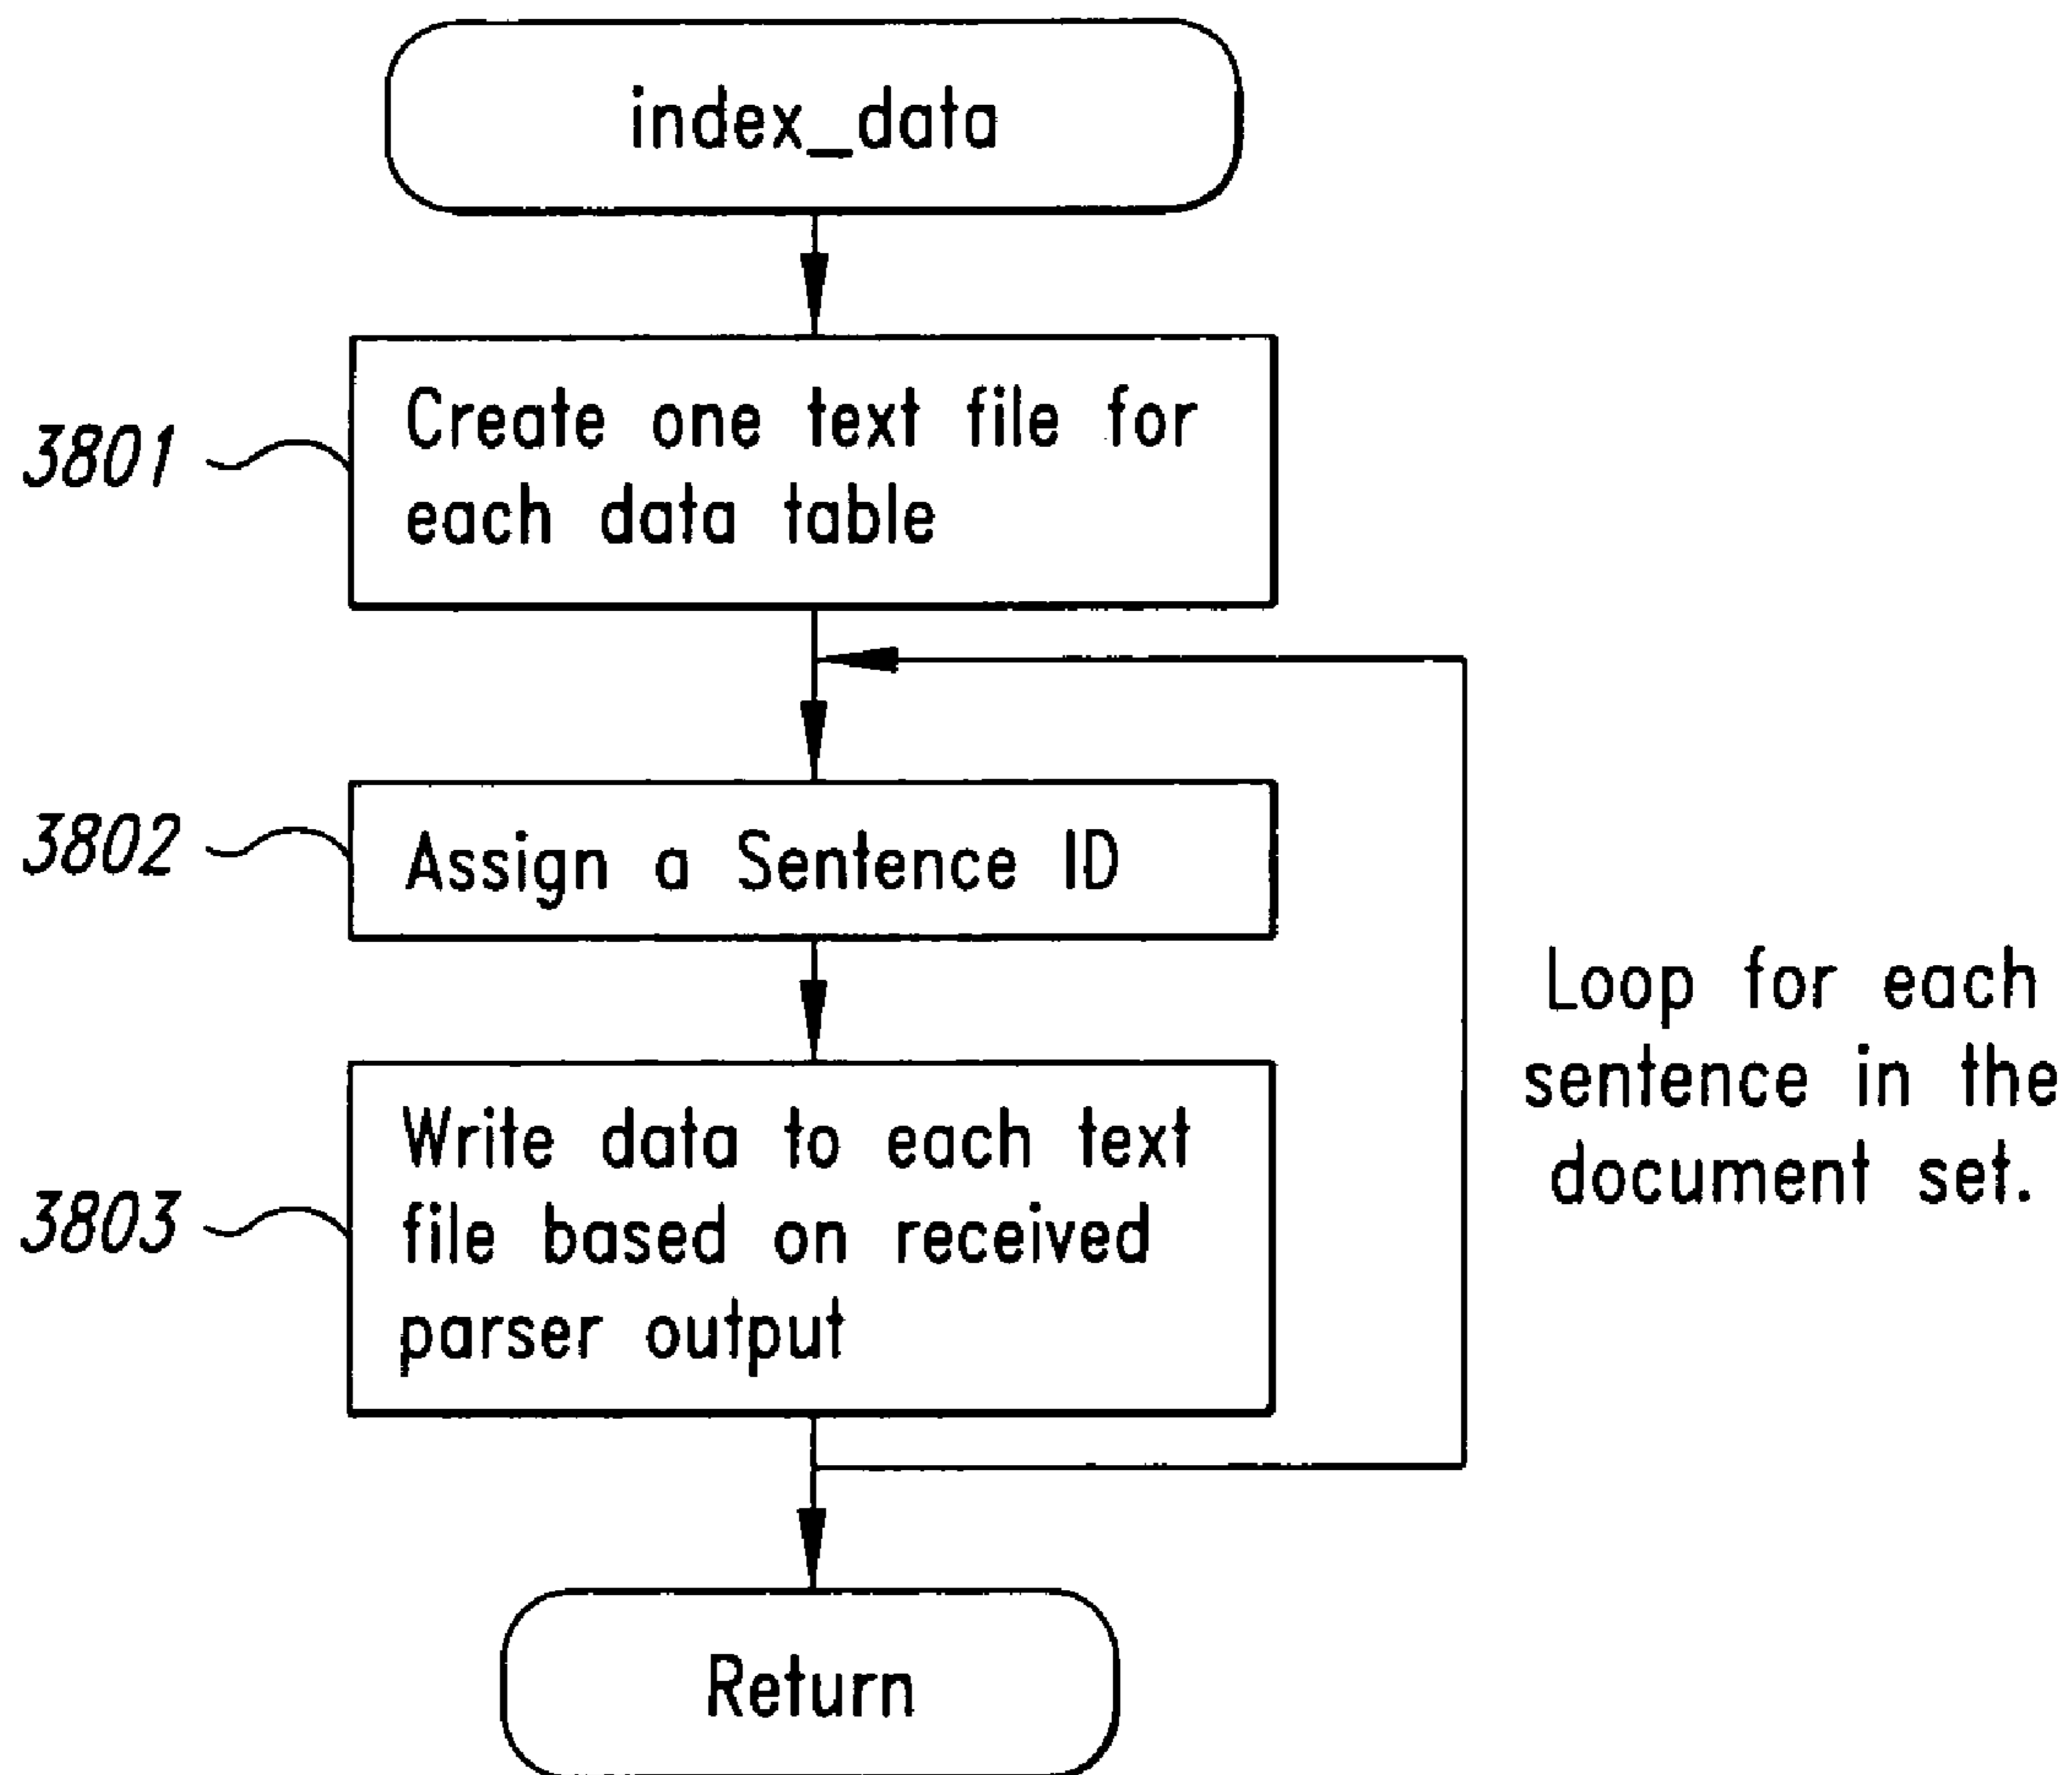 index_data
3801
Create one text file for
each data table
3802
Assign a Sentence ID
3803
Write data to each text
file based on received
parser output
Loop for each
sentence in the
document set.
Return